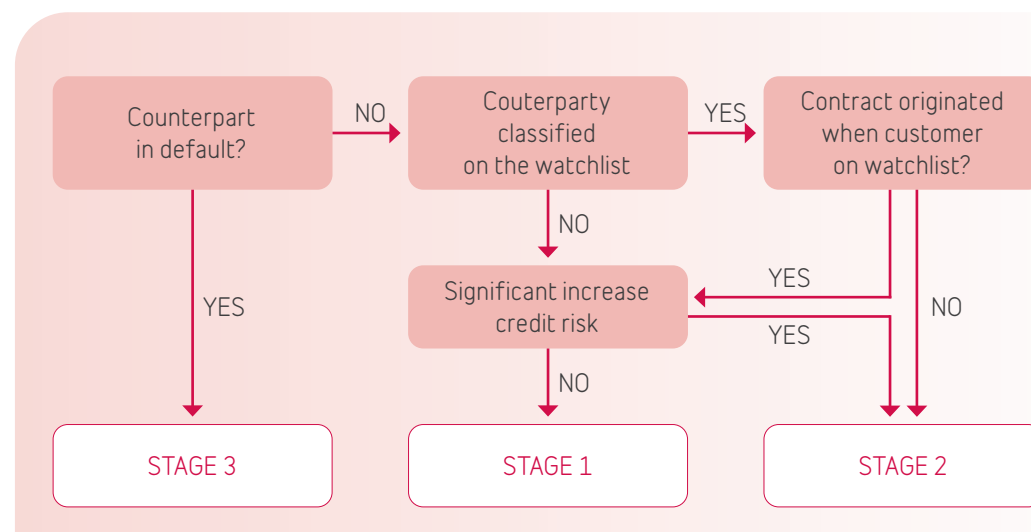 Counterpart
in default?
NO
Couterparty
classified
on the watchlist
YES
Contract originated
when customer
on watchlist?
NO
Significant increase
credit risk
YES
YES
YES
NO
NO
STAGE 3
STAGE 1
STAGE 2